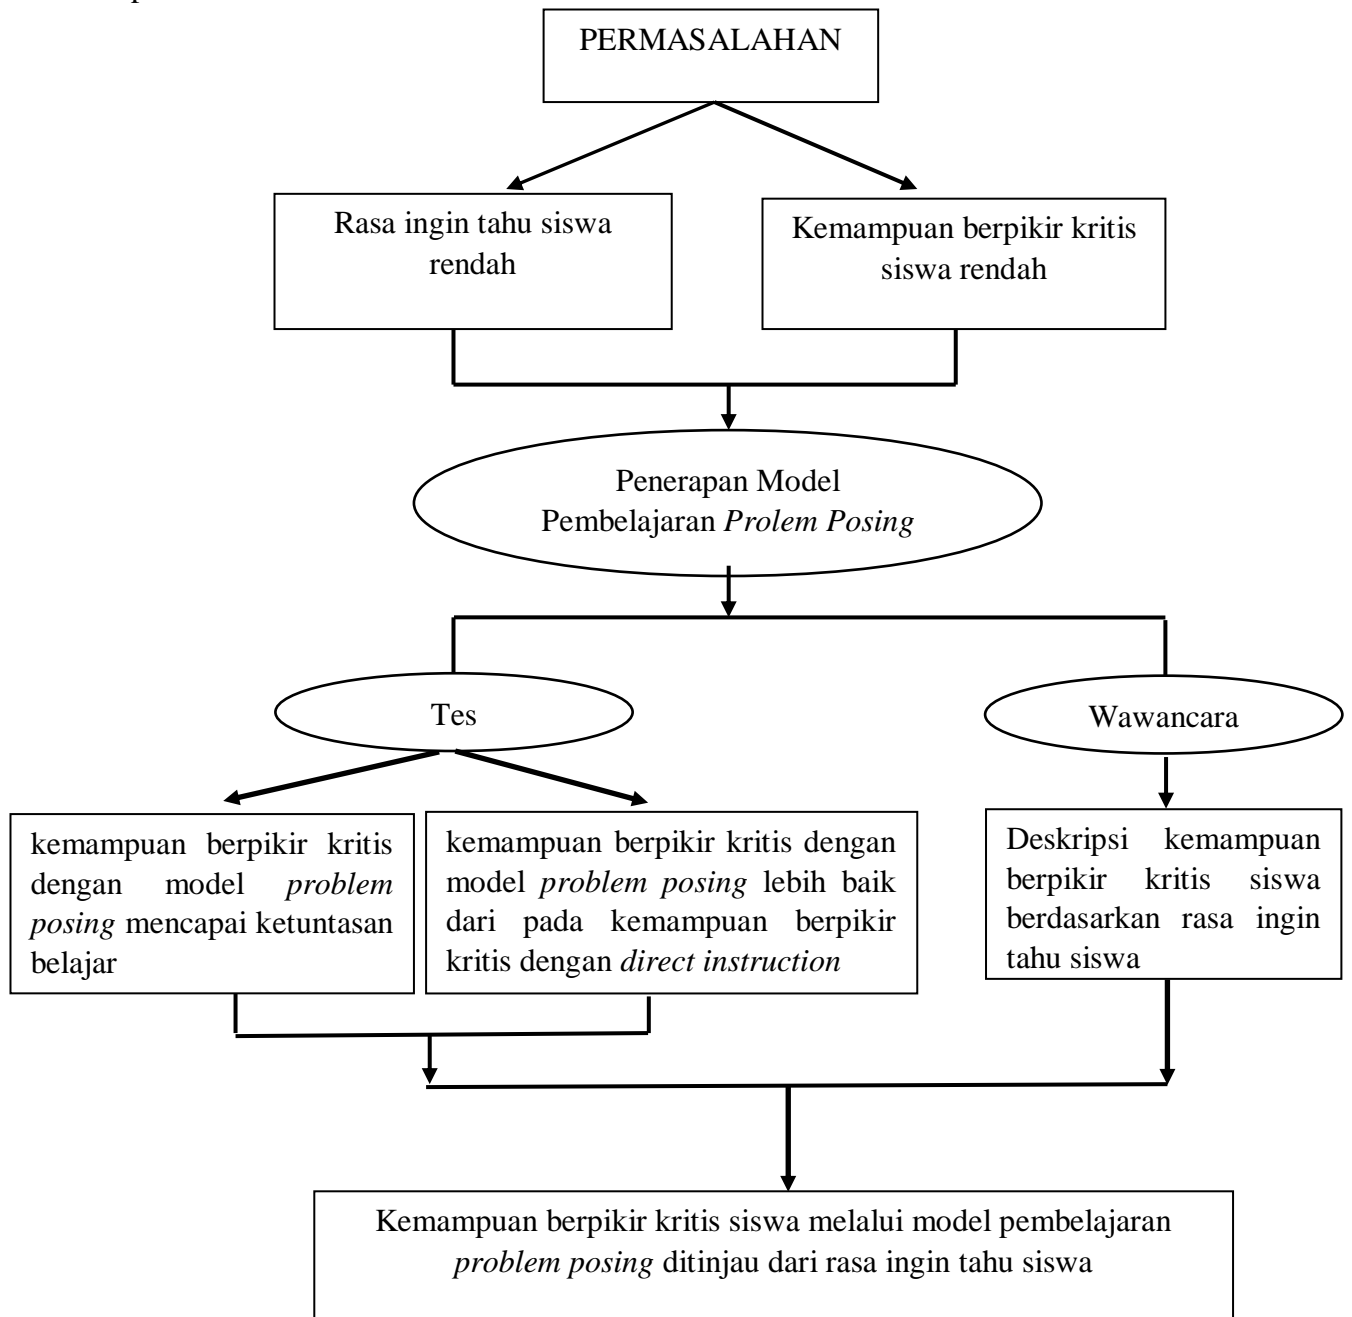 PERMASALAHAN
Rasa ingin tahu siswa
rendah
Kemampuan berpikir kritis
siswa rendah
Penerapan Model
Pembelajaran Prolem Posing
Tes
Wawancara
kemampuan berpikir kritis
dengan model problem
posing mencapai ketuntasan
belajar
kemampuan berpikir kritis dengan
model problem posing lebih baik
dari pada kemampuan berpikir
kritis dengan direct instruction
Deskripsi kemampuan
berpikir kritis siswa
berdasarkan rasa ingin
tahu siswa
Kemampuan berpikir kritis siswa melalui model pembelajaran
problem posing ditinjau dari rasa ingin tahu siswa